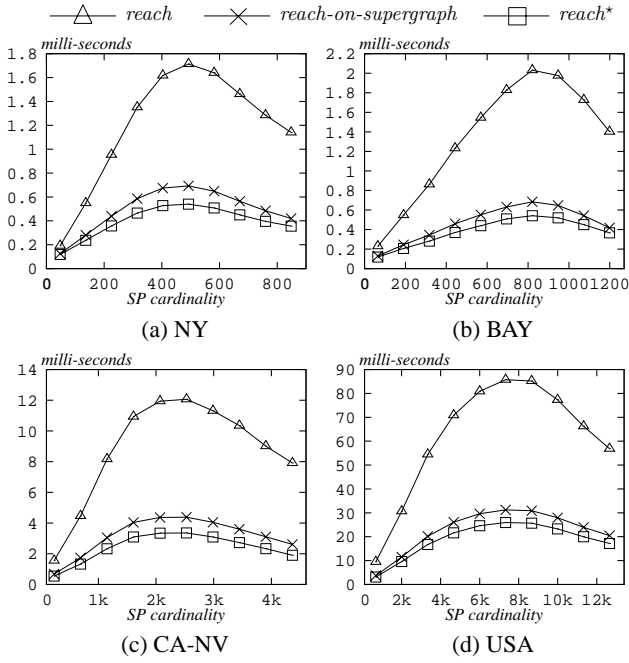 reach reach-on-supergraph reach*
milli-seconds milli-seconds
1.8 2.2
1.6 2
1.4 1.8
1.2 1.6
1 1.4
0.8 1.2
0.6 1
0.4 0.8
0.2 0.6
0 0.4
0.2
0
0 200 400 600 800 0 200 400 600 800 1000 1200
SP cardinality SP cardinality
(a) NY (b) BAY
milli-seconds milli-seconds
14 90
12 80
10 70
8 60
6 50
4 40
2 30
0 20
10
0
0 1k 2k 3k 4k 0 2k 4k 6k 8k 10k 12k
SP cardinality SP cardinality
(c) CA-NV (d) USA